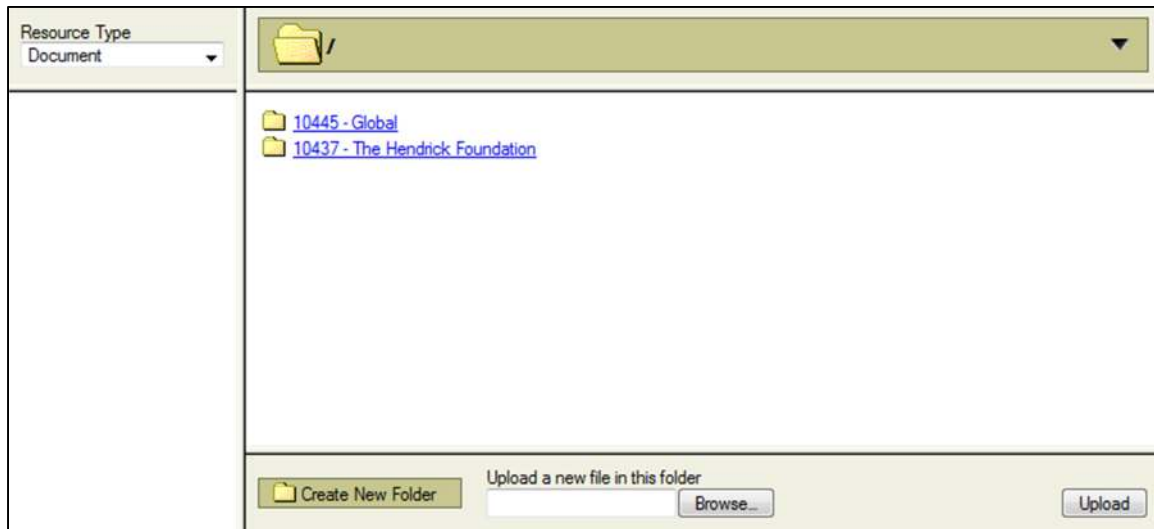 Resource Type
Document
/
10445 - Global
10437 - The Hendrick Foundation
Create New Folder
Upload a new file in this folder
Browse...
Upload